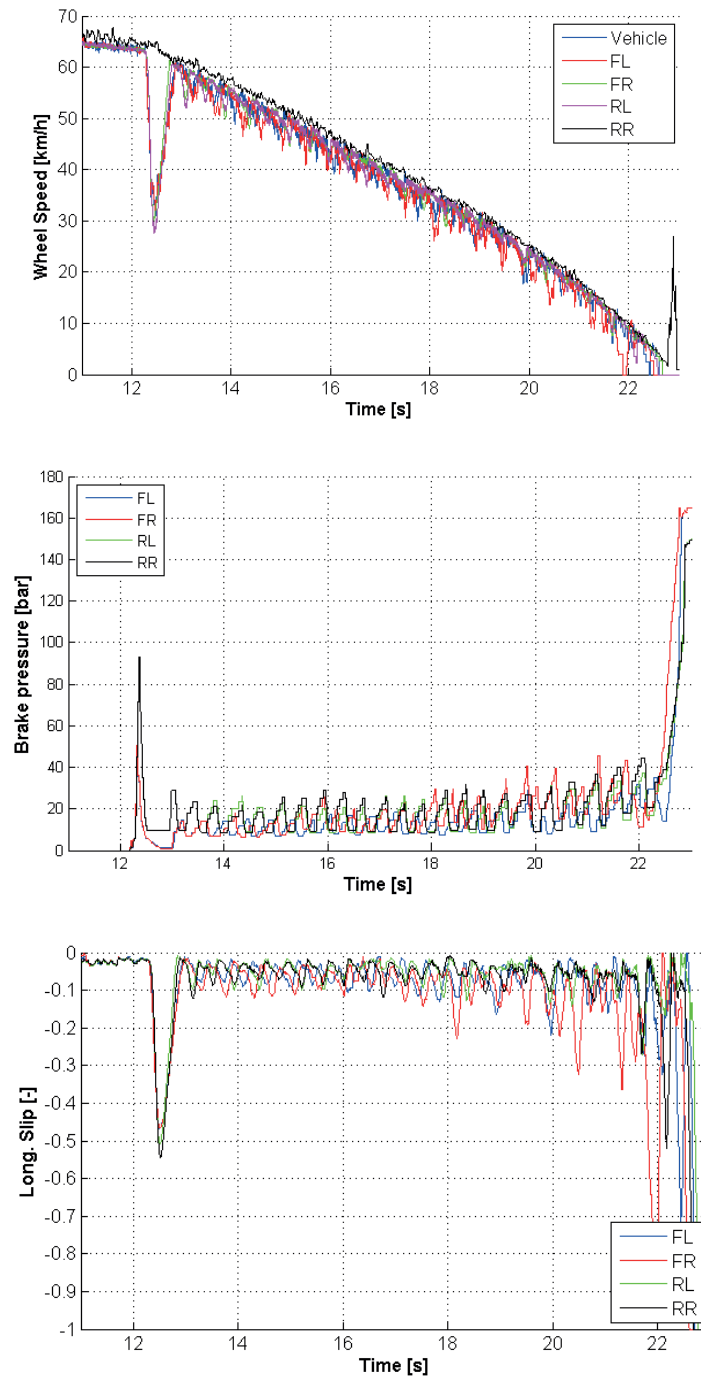 70
60
50
40
30
20
10
0
Wheel Speed [km/h]
12
14
16
18
20
22
Time [s]
Vehicle
FL
FR
RL
RR
180
160
140
120
100
80
60
40
20
0
Brake pressure [bar]
12
14
16
18
20
22
Time [s]
FL
FR
RL
RR
0
-0.1
-0.2
-0.3
-0.4
-0.5
-0.6
-0.7
-0.8
-0.9
-1
Long. Slip [-]
12
14
16
18
20
22
Time [s]
FL
FR
RL
RR